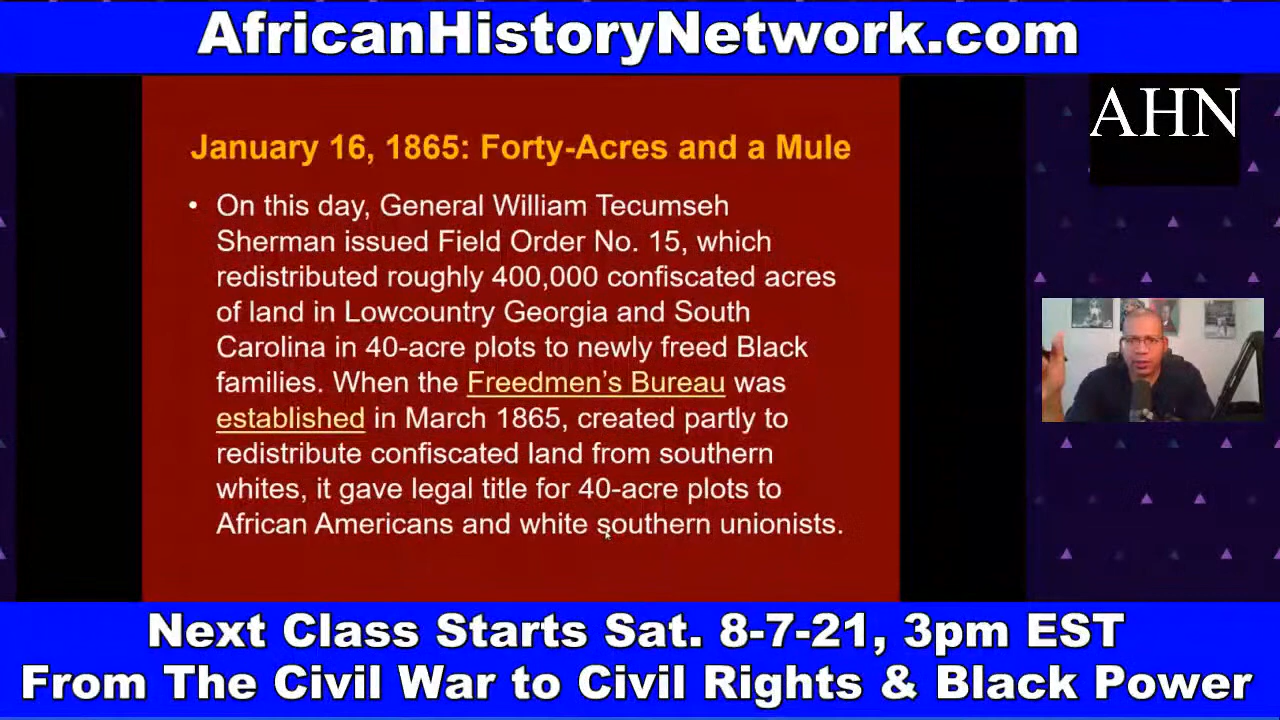 AfricanHistoryNetwork.com
AHN
January 16, 1865: Forty-Acres and a Mule
• On this day, General William Tecumseh
Sherman issued Field Order No. 15, which
redistributed roughly 400,000 confiscated acres
of land in Lowcountry Georgia and South
Carolina in 40-acre plots to newly freed Black
families. When the Freedmen’s Bureau was
established in March 1865, created partly to
redistribute confiscated land from southern
whites, it gave legal title for 40-acre plots to
African Americans and white southern unionists.
Next Class Starts Sat. 8-7-21, 3pm EST
From The Civil War to Civil Rights & Black Power